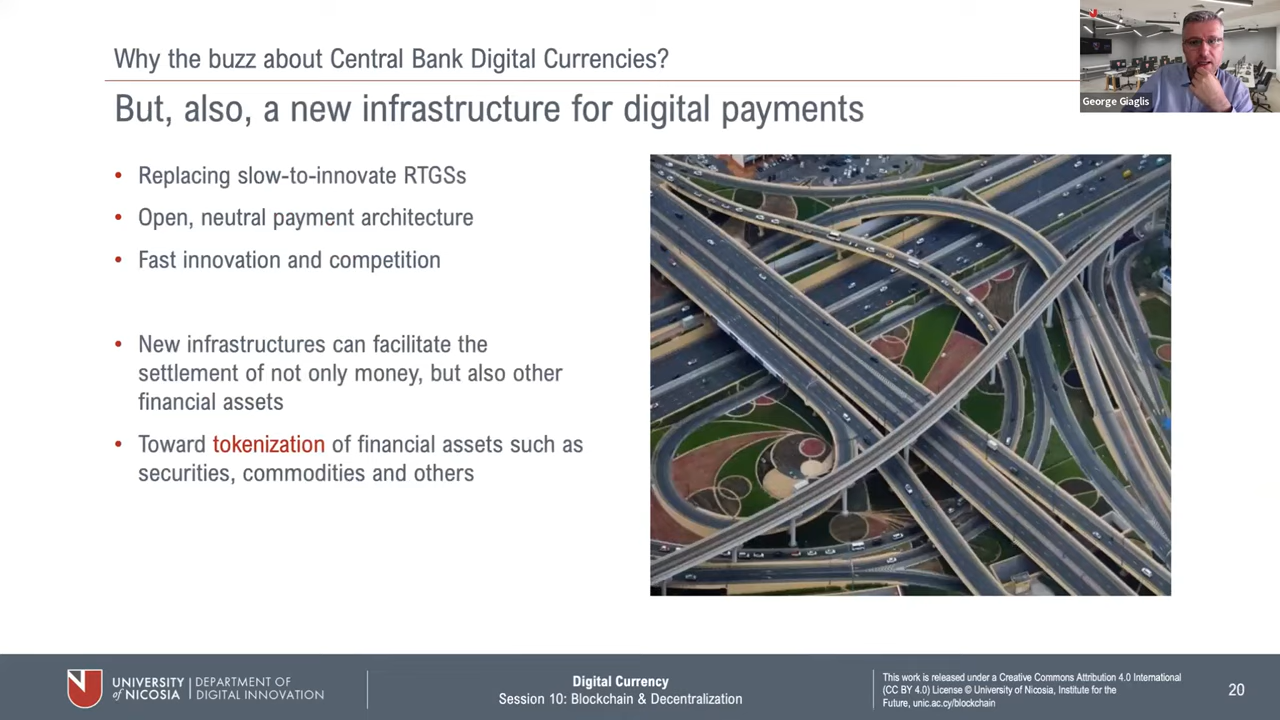 Why the buzz about Central Bank Digital Currencies?
But, also, a new infrastructure for digital payments
George Giaglis
• Replacing slow-to-innovate RTGSs
• Open, neutral payment architecture
• Fast innovation and competition
• New infrastructures can facilitate the
settlement of not only money, but also other
financial assets
• Toward tokenization of financial assets such as
securities, commodities and others
UNIVERSITY
of NICOSIA
DEPARTMENT OF
DIGITAL INNOVATION
Digital Currency
Session 10: Blockchain & Decentralization
This work is released under a Creative Commons Attribution 4.0 International
(CC BY 4.0) License © University of Nicosia, Institute for the
Future, unic.ac.cy/blockchain
20